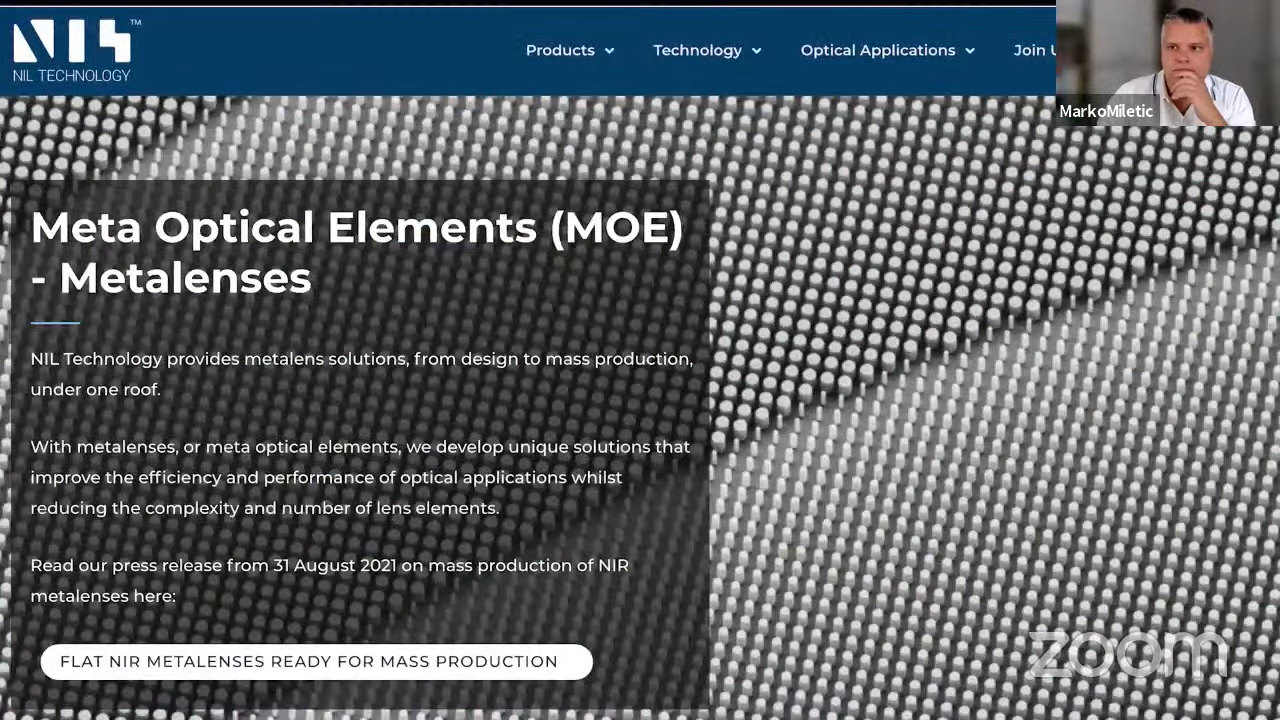 NIL TECHNOLOGY
TM
Products
Technology
Optical Applications
Join
MarkoMiletic
Meta Optical Elements (MOE)
- Metalenses
NIL Technology provides metalens solutions, from design to mass production,
under one roof.
With metalenses, or meta optical elements, we develop unique solutions that
improve the efficiency and performance of optical applications whilst
reducing the complexity and number of lens elements.
Read our press release from 31 August 2021 on mass production of NIR
metalenses here:
FLAT NIR METALENSES READY FOR MASS PRODUCTION
zoom